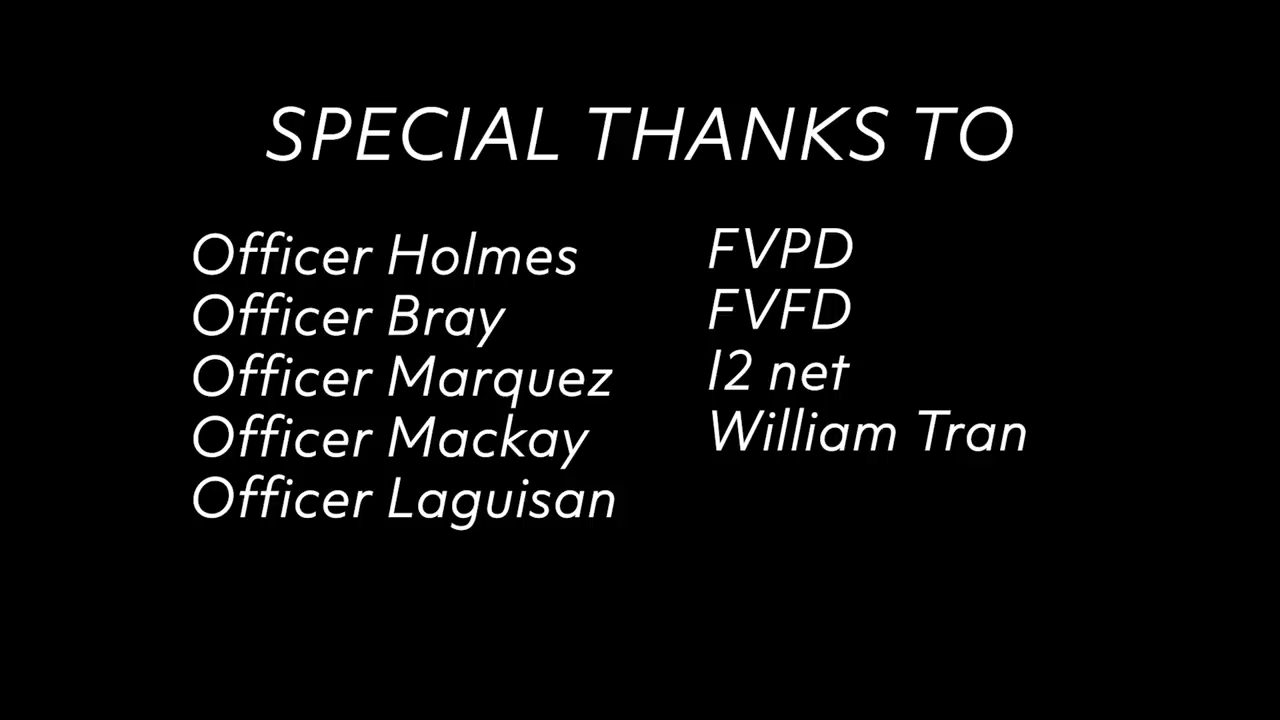 SPECIAL THANKS TO
Officer Holmes
Officer Bray
Officer Marquez
Officer Mackay
Officer Laguisan
FVPD
FVFD
I2 net
William Tran